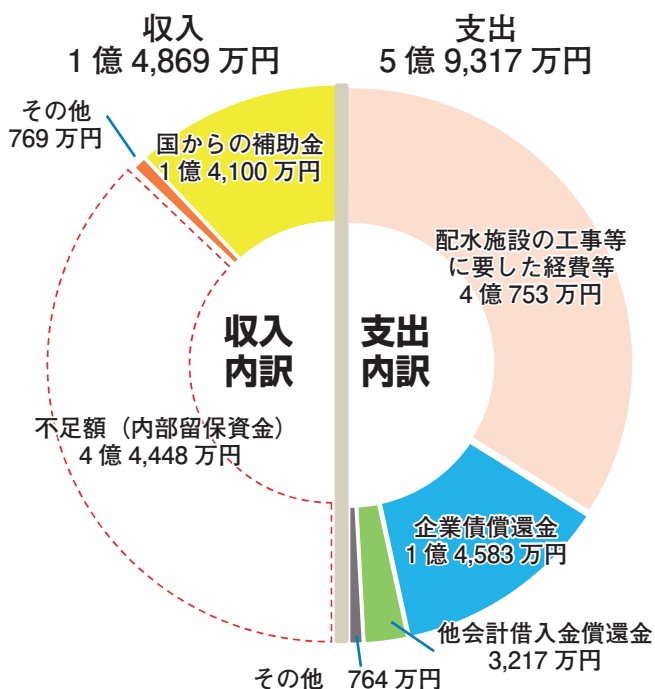 収入
1億4,869万円
支出
5億9,317万円
その他
769万円
国からの補助金
1億4,100万円
不足額（内部留保資金）
4億4,448万円
収入
内訳
支出
内訳
配水施設の工事等
に要した経費等
4億753万円
企業債償還金
1億4,583万円
他会計借入金償還金
3,217万円
その他 764万円